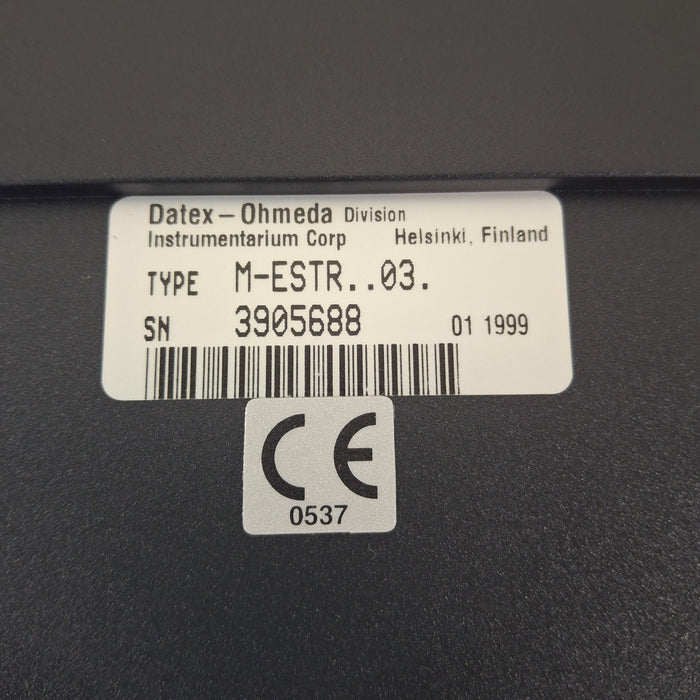 Datex-Ohmeda Division
Instrumentarium Corp Helsinki, Finland
TYPE M-ESTR..03.
SN 3905688 01 1999
CE
0537